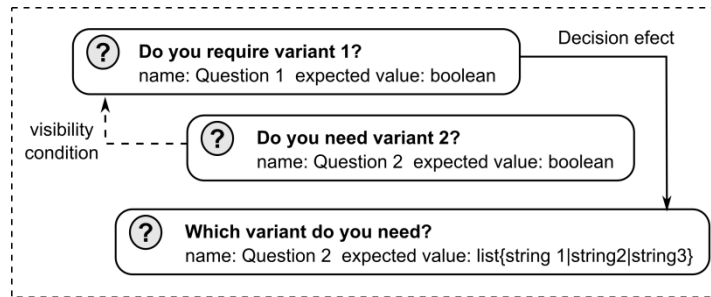 ?
Do you require variant 1?
name: Question 1 expected value: boolean
Decision efect
visibility
condition
?
Do you need variant 2?
name: Question 2 expected value: boolean
?
Which variant do you need?
name: Question 2 expected value: list{string 1|string2|string3}